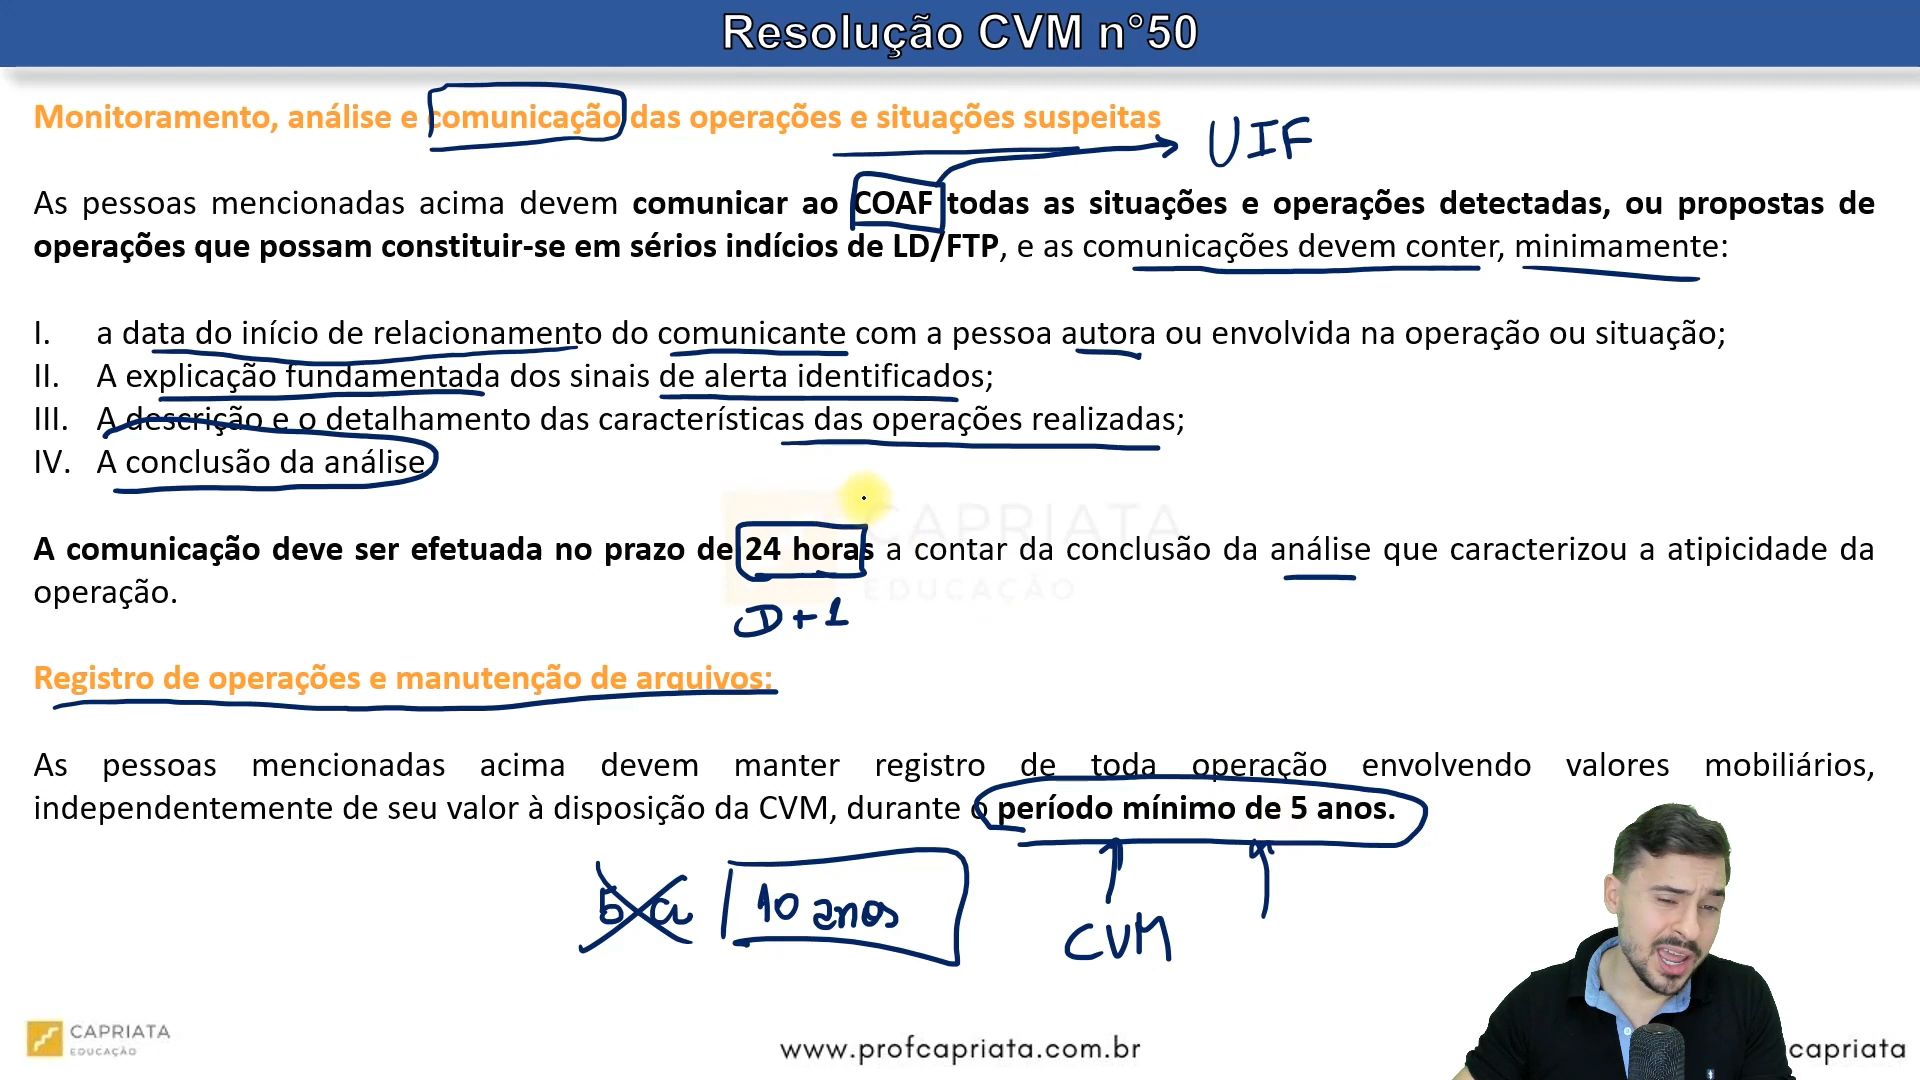 Resolução CVM n°50
Monitoramento, análise e comunicação das operações e situações suspeitas
UIF
As pessoas mencionadas acima devem comunicar ao COAF todas as situações e operações detectadas, ou propostas de
operações que possam constituir-se em sérios indícios de LD/FTP, e as comunicações devem conter, minimamente:
I. a data do início de relacionamento do comunicante com a pessoa autora ou envolvida na operação ou situação;
II. A explicação fundamentada dos sinais de alerta identificados;
III. A descrição e o detalhamento das características das operações realizadas;
IV. A conclusão da análise
CAPRIATA
EDUCAÇÃO
A comunicação deve ser efetuada no prazo de 24 horas a contar da conclusão da análise que caracterizou a atipicidade da
operação.
D+1
Registro de operações e manutenção de arquivos:
As pessoas mencionadas acima devem manter registro de toda operação envolvendo valores mobiliários,
independentemente de seu valor à disposição da CVM, durante o período mínimo de 5 anos.
5 a 10 anos
CVM
CAPRIATA
EDUCAÇÃO
www.profcapriata.com.br
capriata